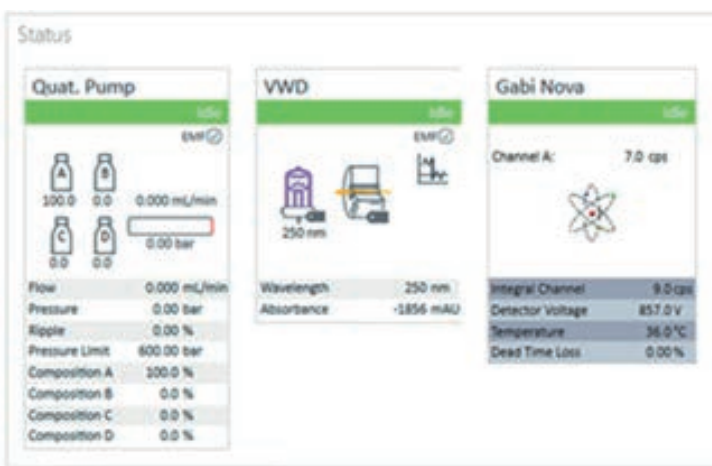 Status
Quat. Pump
Idle
EMF
A
B
100.0
0.0
0.000 mL/min
C
D
0.00 bar
0.0
0.0
Flow 0.000 mL/min
Pressure 0.00 bar
Ripple 0.00 %
Pressure Limit 600.00 bar
Composition A 100.0 %
Composition B 0.0 %
Composition C 0.0 %
Composition D 0.0 %
VWD
Idle
EMF
250 nm
Wavelength 250 nm
Absorbance -1856 mAU
Gabi Nova
Idle
Channel A: 7.0 cps
Integral Channel 9.0 cps
Detector Voltage 857.0 V
Temperature 36.0 °C
Dead Time Loss 0.00 %